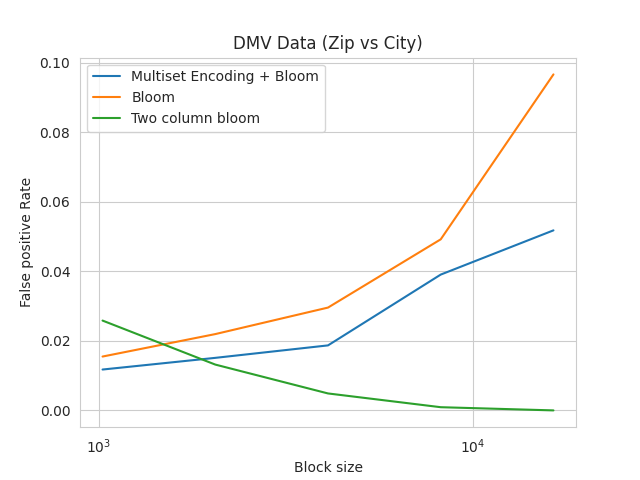 DMV Data (Zip vs City)
Multiset Encoding + Bloom
Bloom
Two column bloom
0.10
0.08
0.06
0.04
0.02
0.00
False positive Rate
10³ 10⁴
Block size